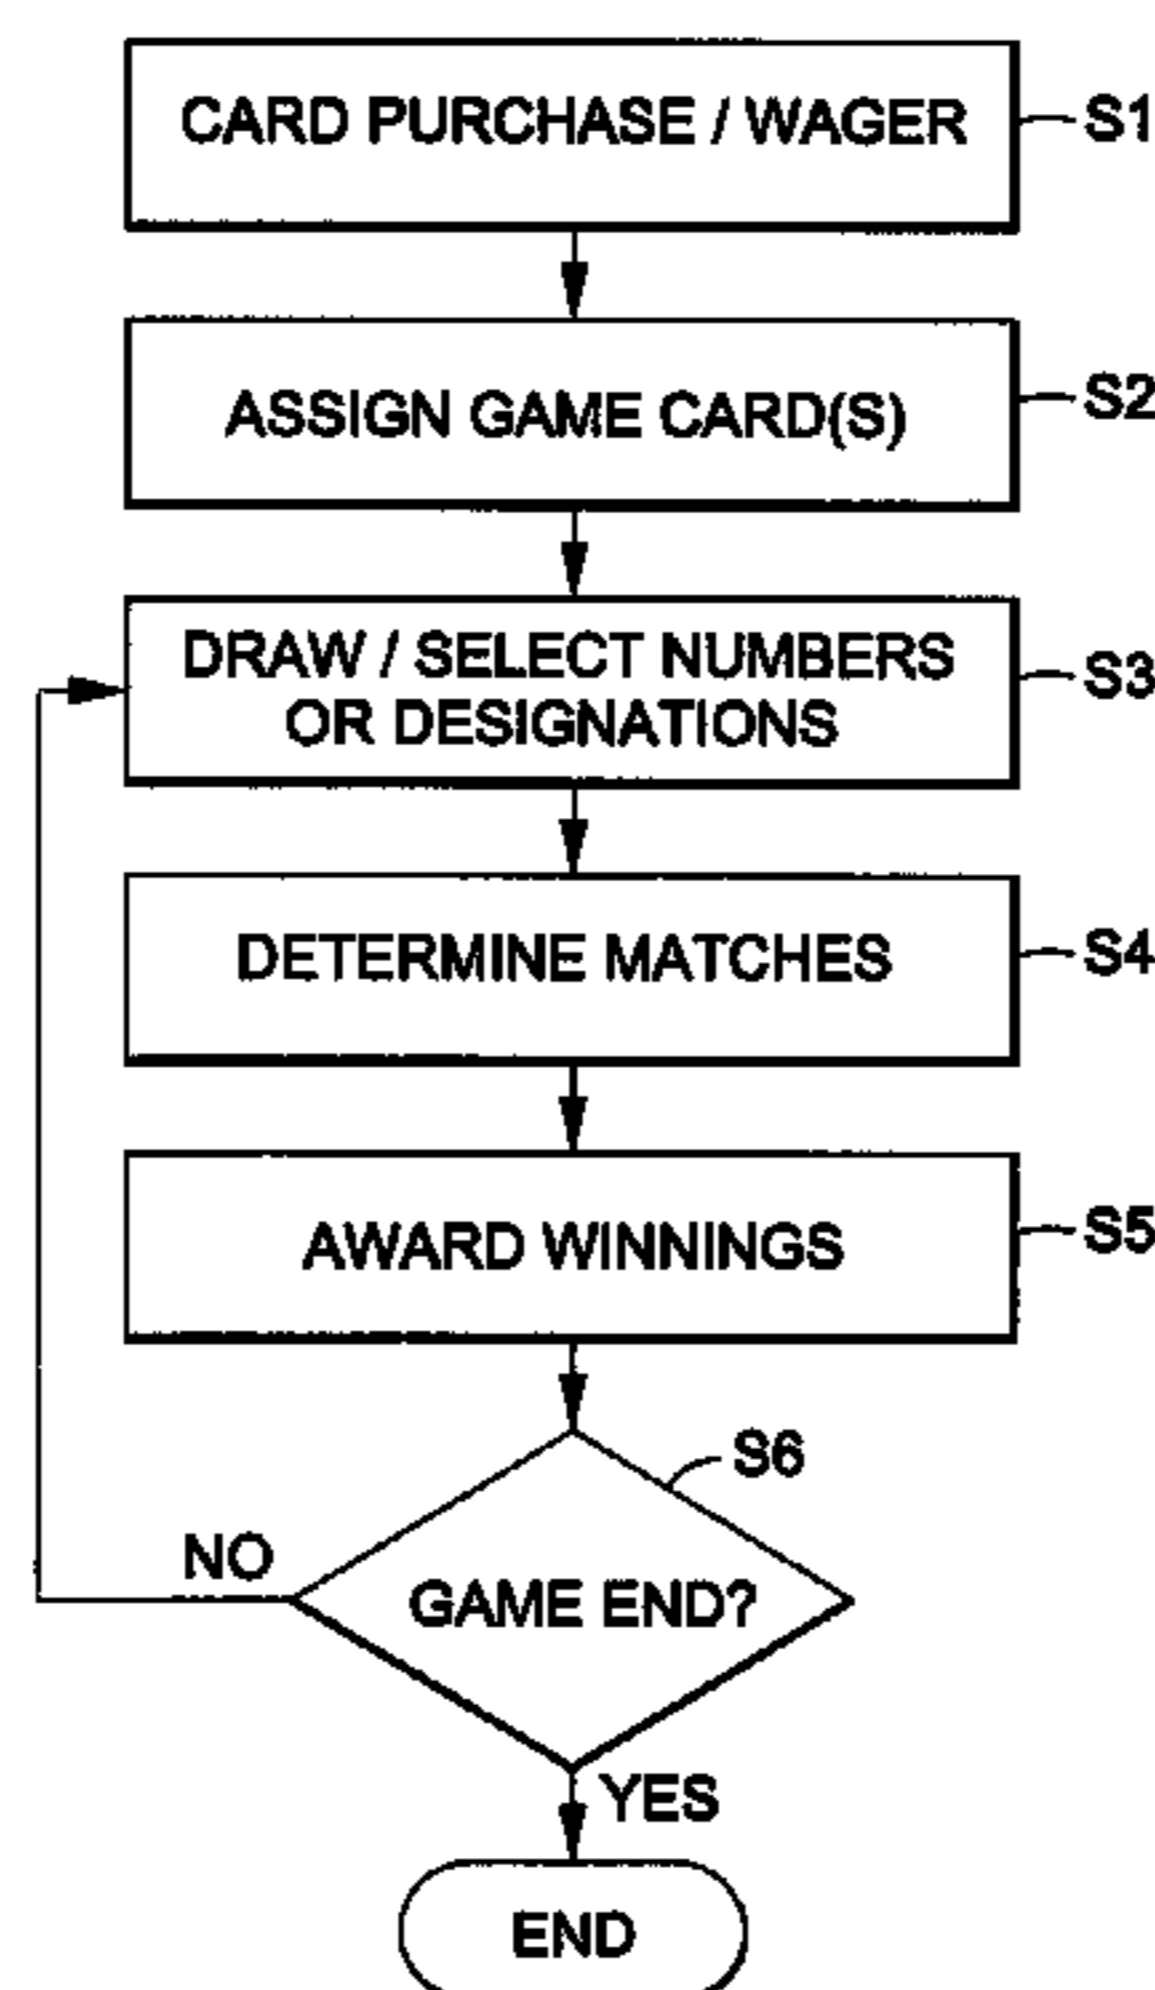 CARD PURCHASE / WAGER
S1
ASSIGN GAME CARD(S)
S2
DRAW / SELECT NUMBERS
OR DESIGNATIONS
S3
DETERMINE MATCHES
S4
AWARD WINNINGS
S5
S6
NO
GAME END?
YES
END